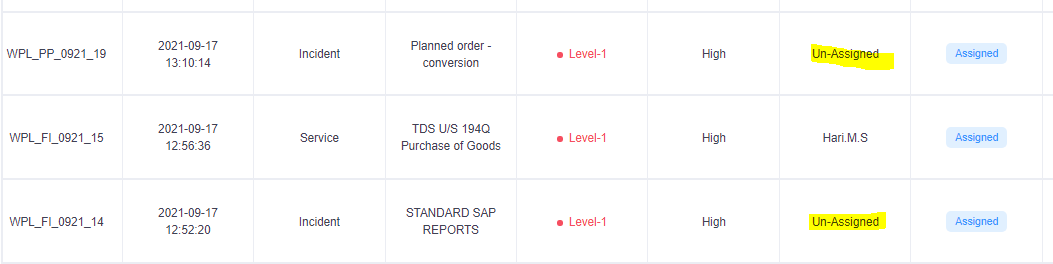 WPL_PP_0921_19
2021-09-17
13:10:14
Incident
Planned order -
conversion
Level-1
High
Un-Assigned
Assigned
WPL_FI_0921_15
2021-09-17
12:56:36
Service
TDS U/S 194Q
Purchase of Goods
Level-1
High
Hari.M.S
Assigned
WPL_FI_0921_14
2021-09-17
12:52:20
Incident
STANDARD SAP
REPORTS
Level-1
High
Un-Assigned
Assigned